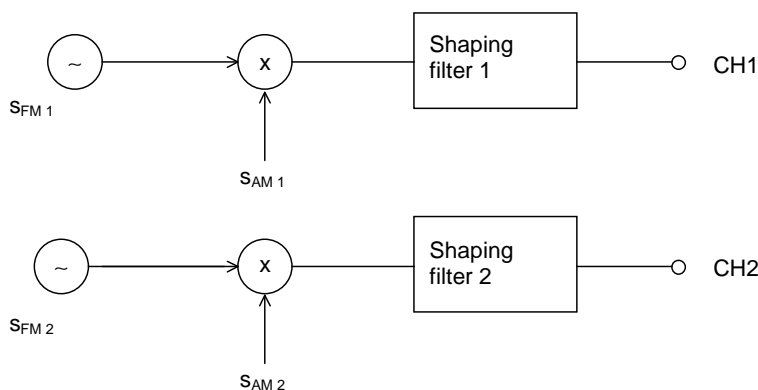 Shaping
filter 1
~
x
CH1
sFM 1
sAM 1
Shaping
filter 2
~
x
CH2
sFM 2
sAM 2